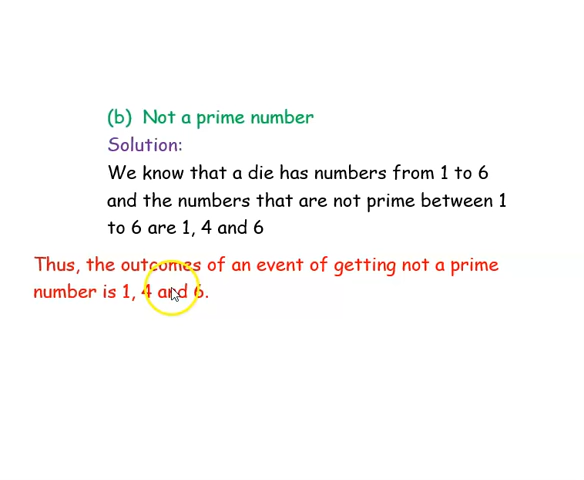 (b) Not a prime number
Solution:
We know that a die has numbers from 1 to 6
and the numbers that are not prime between 1
to 6 are 1, 4 and 6
Thus, the outcomes of an event of getting not a prime
number is 1, 4 and 6.